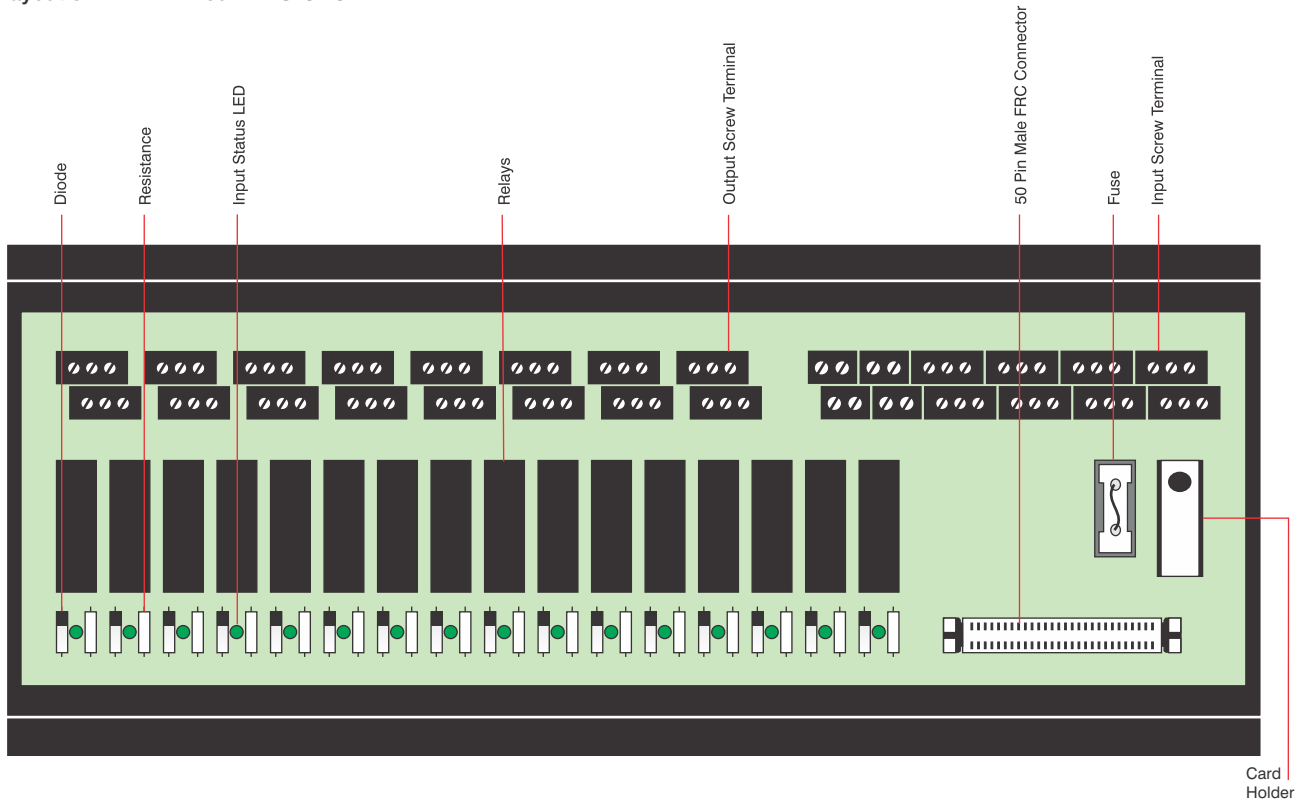 Diode
Resistance
Input Status LED
Relays
Output Screw Terminal
50 Pin Male FRC Connector
Fuse
Input Screw Terminal
Card
Holder